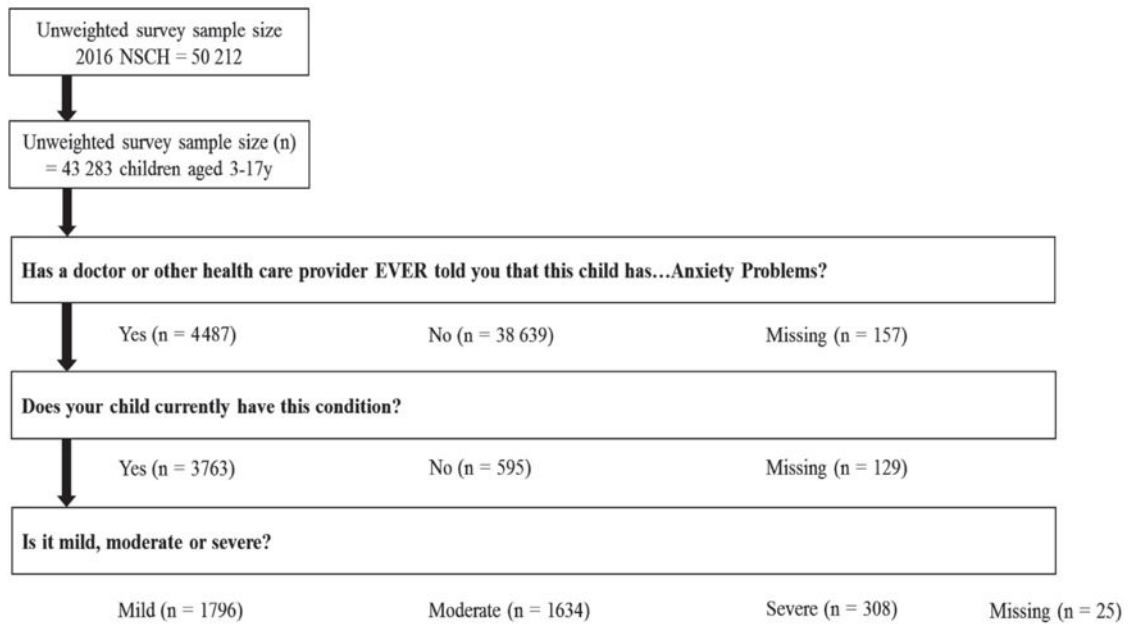 Unweighted survey sample size
2016 NSCH = 50 212
Unweighted survey sample size (n)
= 43 283 children aged 3-17y
Has a doctor or other health care provider EVER told you that this child has…Anxiety Problems?
Yes (n = 4487) No (n = 38 639) Missing (n = 157)
Does your child currently have this condition?
Yes (n = 3763) No (n = 595) Missing (n = 129)
Is it mild, moderate or severe?
Mild (n = 1796) Moderate (n = 1634) Severe (n = 308) Missing (n = 25)